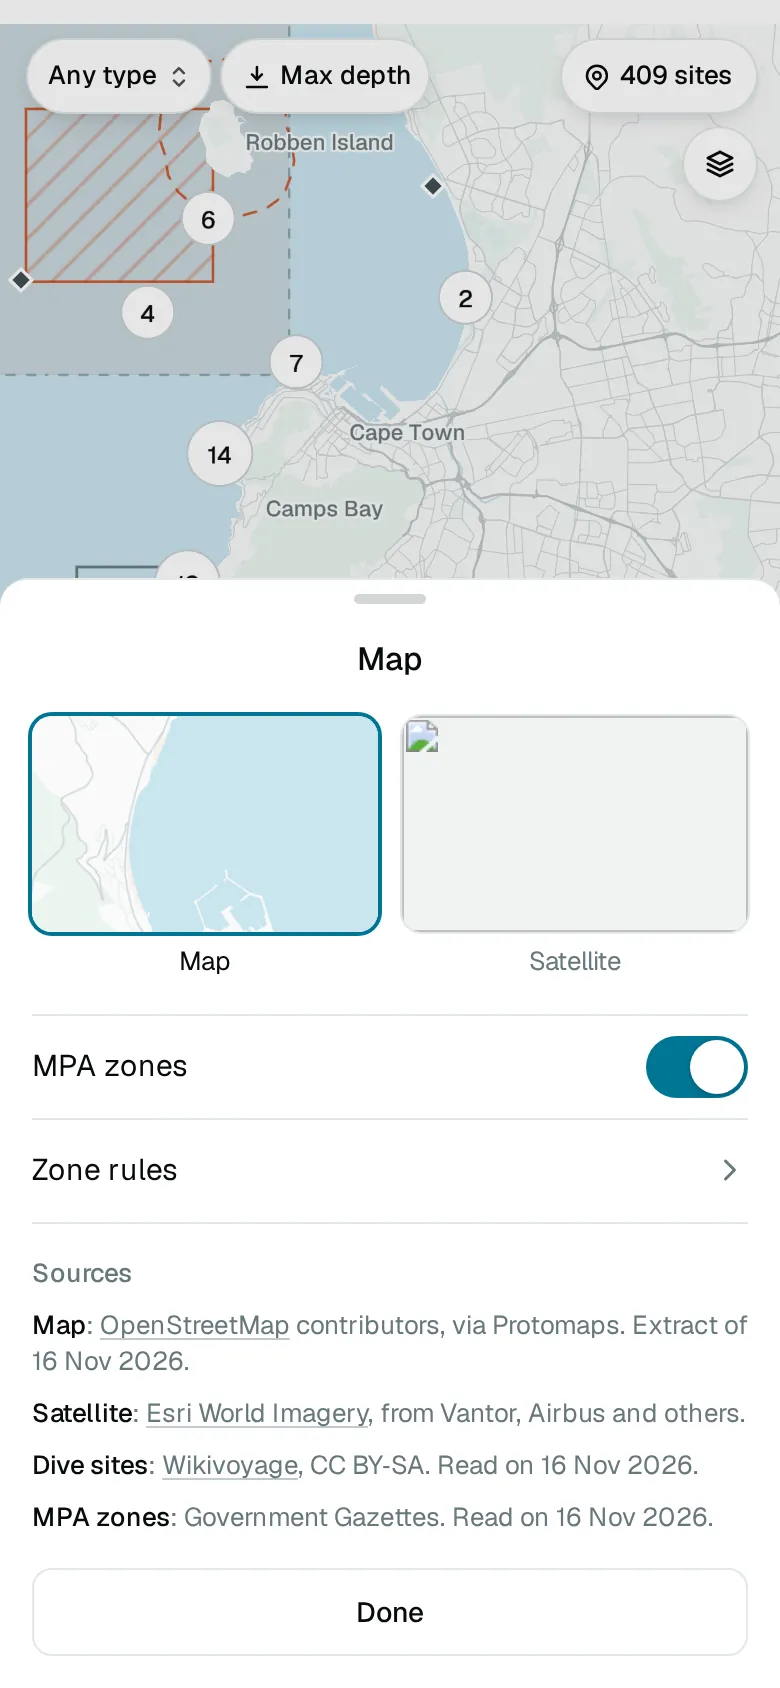 Any type
Max depth
409 sites
Robben Island
6
2
4
7
Cape Town
14
Camps Bay
Map
Map
Satellite
MPA zones
Zone rules
Sources
Map: OpenStreetMap contributors, via Protomaps. Extract of
16 Nov 2026.
Satellite: Esri World Imagery, from Vantor, Airbus and others.
Dive sites: Wikivoyage, CC BY-SA. Read on 16 Nov 2026.
MPA zones: Government Gazettes. Read on 16 Nov 2026.
Done